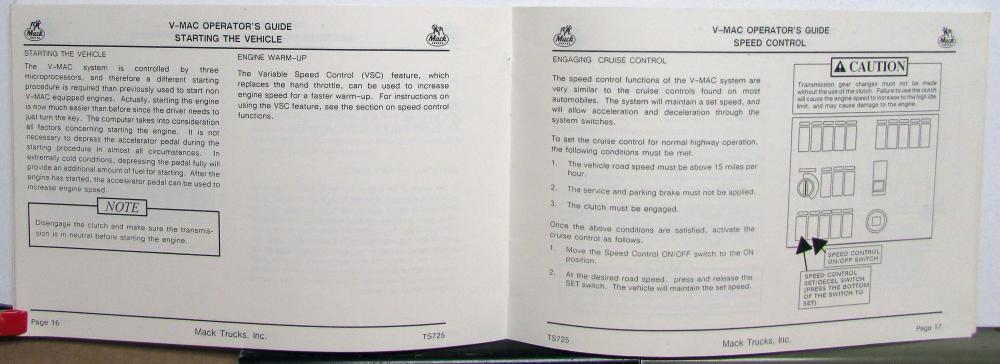 V-MAC OPERATOR'S GUIDE
STARTING THE VEHICLE
Mack
Mack
STARTING THE VEHICLE
The V-MAC system is controlled by three
microprocessors, and therefore a different starting
procedure is required than previously used to start non
V-MAC equipped engines. Actually, starting the engine
is now much easier than before since the driver needs to
just turn the key. The computer takes into consideration
all factors concerning starting the engine. It is not
necessary to depress the accelerator pedal during the
starting procedure in almost all circumstances. In
extremely cold conditions, depressing the pedal fully will
provide an additional amount of fuel for starting. After the
engine has started, the accelerator pedal can be used to
increase engine speed.
NOTE
Disengage the clutch and make sure the transmis-
sion is in neutral before starting the engine.
ENGINE WARM-UP
The Variable Speed Control (VSC) feature, which
replaces the hand throttle, can be used to increase
engine speed for a faster warm-up. For instructions on
using the VSC feature, see the section on speed control
functions.
Page 16
Mack Trucks, Inc.
TS725
V-MAC OPERATOR'S GUIDE
SPEED CONTROL
Mack
Mack
ENGAGING CRUISE CONTROL
The speed control functions of the V-MAC system are
very similar to the cruise controls found on most
automobiles. The system will maintain a set speed, and
will allow acceleration and deceleration through the
system switches.
To set the cruise control for normal highway operation,
the following conditions must be met.
1. The vehicle road speed must be above 15 miles per
hour.
2. The service and parking brake must not be applied.
3. The clutch must be engaged.
Once the above conditions are satisfied, activate the
cruise control as follows.
1. Move the Speed Control ON/OFF switch to the ON
position.
2. At the desired road speed, press and release the
SET switch. The vehicle will maintain the set speed.
CAUTION
Transmission gear changes must not be made
without the use of the clutch. Failure to use the clutch
will cause the engine speed to increase to the high idle
limit, and may cause damage to the engine.
SPEED CONTROL
ON/OFF SWITCH
SPEED CONTROL
SET/DECEL SWITCH
(PRESS THE BOTTOM
OF THE SWITCH TO
SET)
TS725
Mack Trucks, Inc.
Page 17